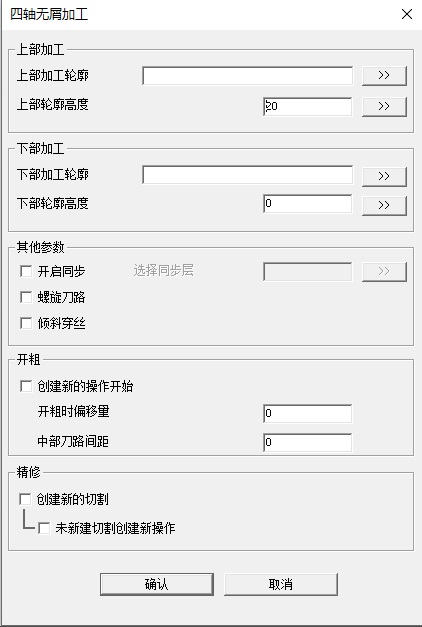 四轴无屑加工
上部加工
上部加工轮廓 >>
上部轮廓高度 20 >>
下部加工
下部加工轮廓 >>
下部轮廓高度 0 >>
其他参数
开启同步 选择同步层 >>
螺旋刀路
倾斜穿丝
开粗
创建新的操作开始
开粗时偏移量 0
中部刀路间距 0
精修
创建新的切割
未新建切割创建新操作
确认 取消